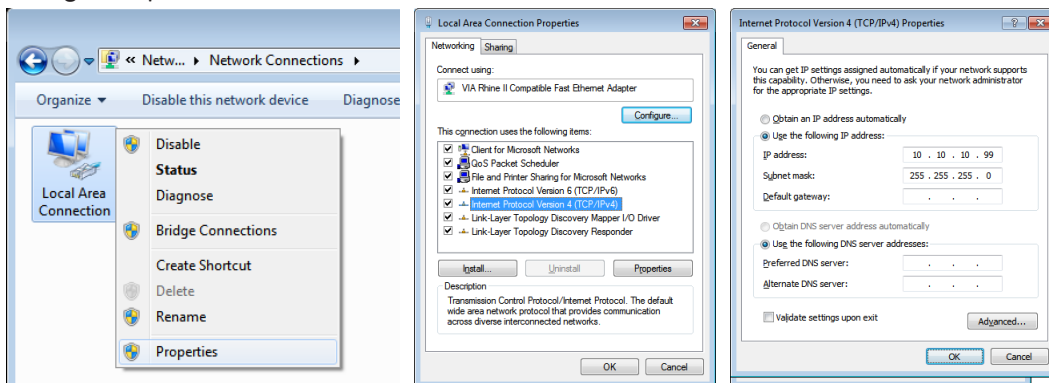 « Netw... ▸ Network Connections ▸
Organize ▾ Disable this network device Diagnose
Local Area
Connection
Disable
Status
Diagnose
Bridge Connections
Create Shortcut
Delete
Rename
Properties
Local Area Connection Properties
Networking Sharing
Connect using:
VIA Rhine II Compatible Fast Ethernet Adapter
Configure...
This connection uses the following items:
Client for Microsoft Networks
QoS Packet Scheduler
File and Printer Sharing for Microsoft Networks
Internet Protocol Version 6 (TCP/IPv6)
Internet Protocol Version 4 (TCP/IPv4)
Link-Layer Topology Discovery Mapper I/O Driver
Link-Layer Topology Discovery Responder
Install... Uninstall Properties
Description
Transmission Control Protocol/Internet Protocol. The default
wide area network protocol that provides communication
across diverse interconnected networks.
OK Cancel
Internet Protocol Version 4 (TCP/IPv4) Properties
General
You can get IP settings assigned automatically if your network supports
this capability. Otherwise, you need to ask your network administrator
for the appropriate IP settings.
Obtain an IP address automatically
Use the following IP address:
IP address: 10 . 10 . 10 . 99
Subnet mask: 255 . 255 . 255 . 0
Default gateway: . . .
Obtain DNS server address automatically
Use the following DNS server addresses:
Preferred DNS server: . . .
Alternate DNS server: . . .
Validate settings upon exit Advanced...
OK Cancel